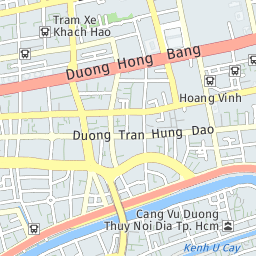 Tram Xe
Khach Hao
Duong Hong Bang
Hoang Vinh
Duong Tran Hung Dao
Cang Vu Duong
Thuy Noi Dia Tp. Hcm
Kenh U Cay